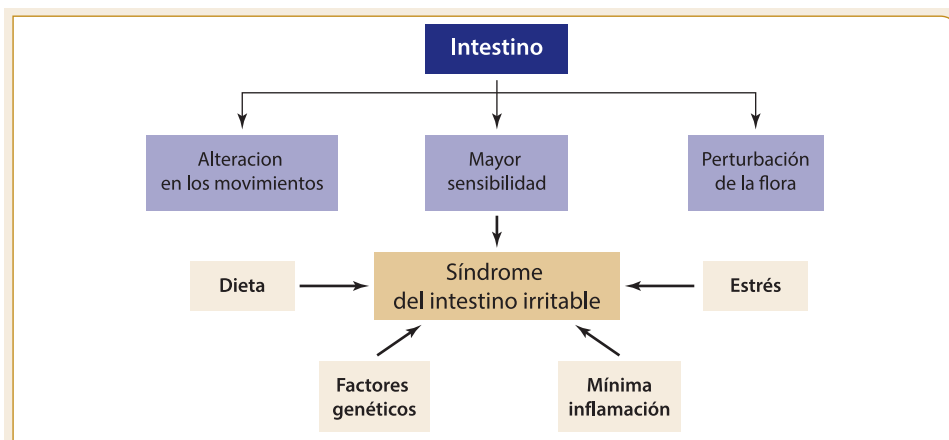 Intestino
Alteracion
en los movimientos
Mayor
sensibilidad
Perturbación
de la flora
Dieta
Síndrome
del intestino irritable
Estrés
Factores
genéticos
Mínima
inflamación